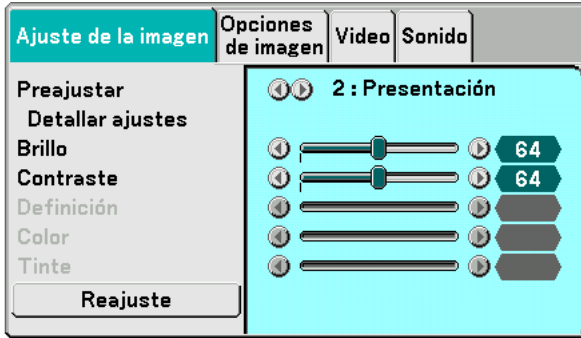 Ajuste de la imagen
Opciones de imagen
Video
Sonido
Preajustar
2 : Presentación
Detallar ajustes
Brillo 64
Contraste 64
Definición
Color
Tinte
Reajuste